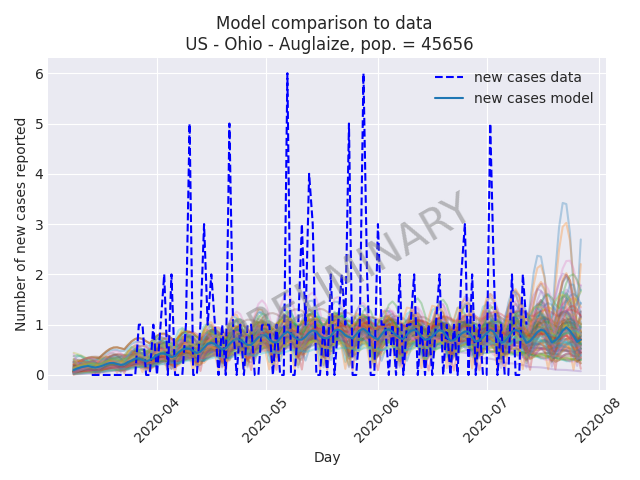 Model comparison to data
US - Ohio - Auglaize, pop. = 45656
new cases data
new cases model
Number of new cases reported
6
5
4
3
2
1
0
PRELIMINARY
2020-04
2020-05
2020-06
2020-07
2020-08
Day